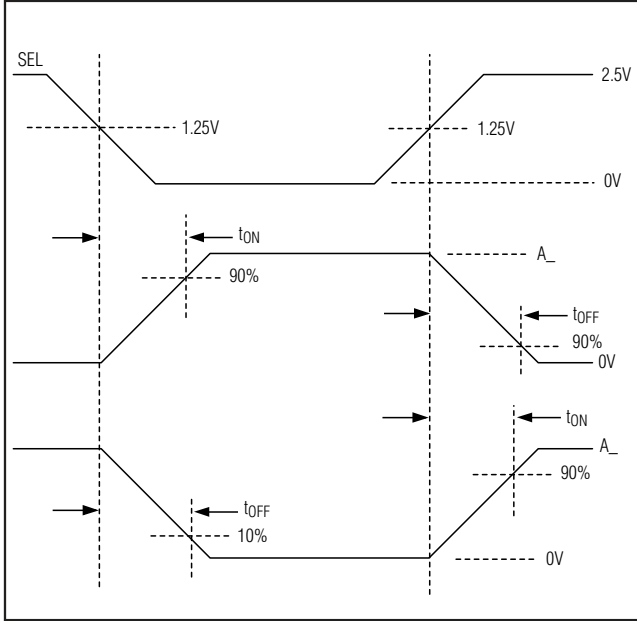 SEL
2.5V
1.25V
1.25V
0V
tON
A_
90%
tOFF
90%
0V
tON
A_
90%
tOFF
10%
0V